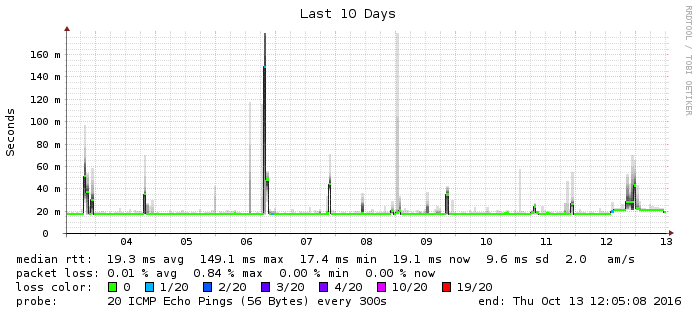 Last 10 Days
RRDTOOL / TOBI OETIKER
Seconds
160 m
140 m
120 m
100 m
80 m
60 m
40 m
20 m
0
04 05 06 07 08 09 10 11 12 13
median rtt: 19.3 ms avg 149.1 ms max 17.4 ms min 19.1 ms now 9.6 ms sd 2.0 am/s
packet loss: 0.01 % avg 0.84 % max 0.00 % min 0.00 % now
loss color: 0 1/20 2/20 3/20 4/20 10/20 19/20
probe: 20 ICMP Echo Pings (56 Bytes) every 300s end: Thu Oct 13 12:05:08 2016